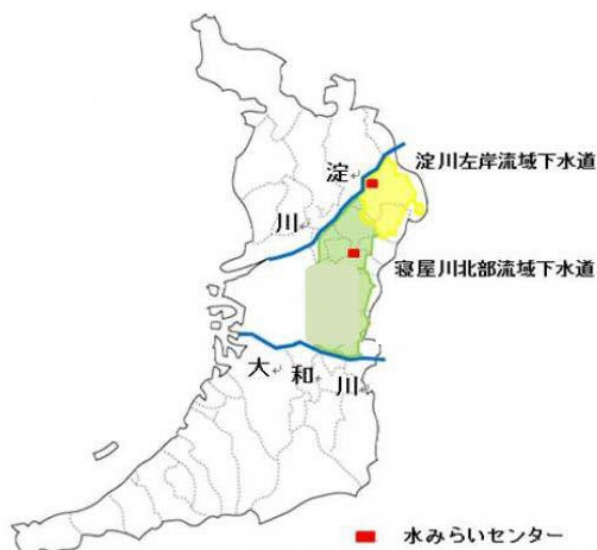 淀川左岸流域下水道
淀↵
川↵
寝屋川北部流域下水道
大↵
和↵
川↵
水みらいセンター